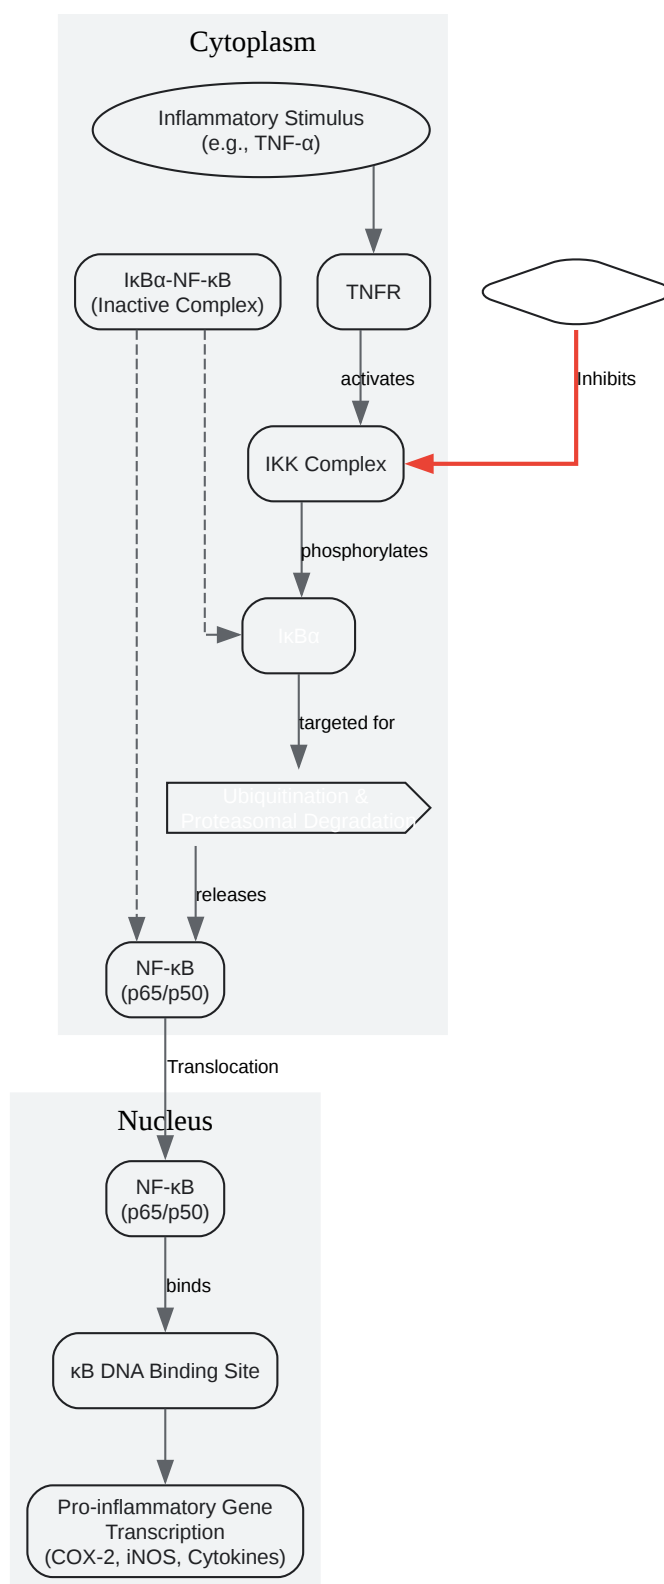 Cytoplasm
Inflammatory Stimulus
(e.g., TNF-α)
IκBα-NF-κB
(Inactive Complex)
TNFR
activates
Inhibits
IKK Complex
phosphorylates
IκBα
targeted for
Ubiquitination &
Proteasomal Degradation
releases
NF-κB
(p65/p50)
Translocation
Nucleus
NF-κB
(p65/p50)
binds
κB DNA Binding Site
Pro-inflammatory Gene
Transcription
(COX-2, iNOS, Cytokines)